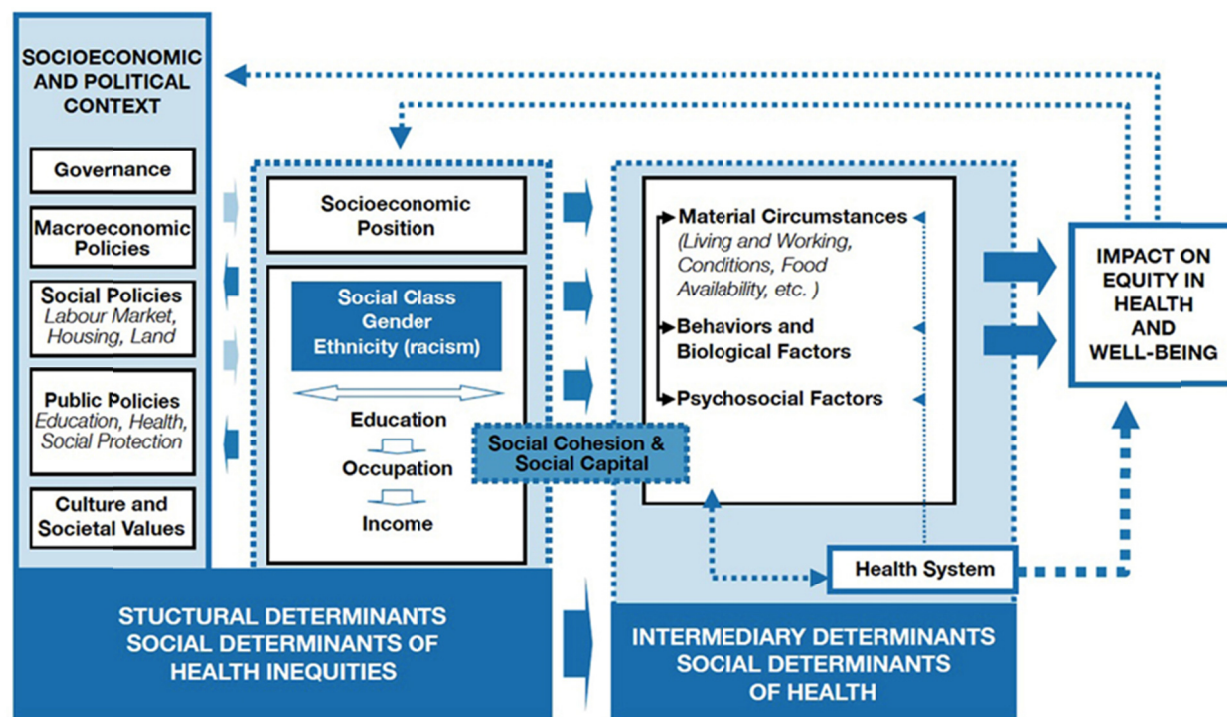 SOCIOECONOMIC
AND POLITICAL
CONTEXT
Governance
Macroeconomic
Policies
Social Policies
Labour Market,
Housing, Land
Public Policies
Education, Health,
Social Protection
Culture and
Societal Values
Socioeconomic
Position
Social Class
Gender
Ethnicity (racism)
Education
Occupation
Income
Social Cohesion &
Social Capital
Material Circumstances
(Living and Working,
Conditions, Food
Availability, etc. )
Behaviors and
Biological Factors
Psychosocial Factors
Health System
IMPACT ON
EQUITY IN
HEALTH
AND
WELL-BEING
STUCTURAL DETERMINANTS
SOCIAL DETERMINANTS OF
HEALTH INEQUITIES
INTERMEDIARY DETERMINANTS
SOCIAL DETERMINANTS
OF HEALTH